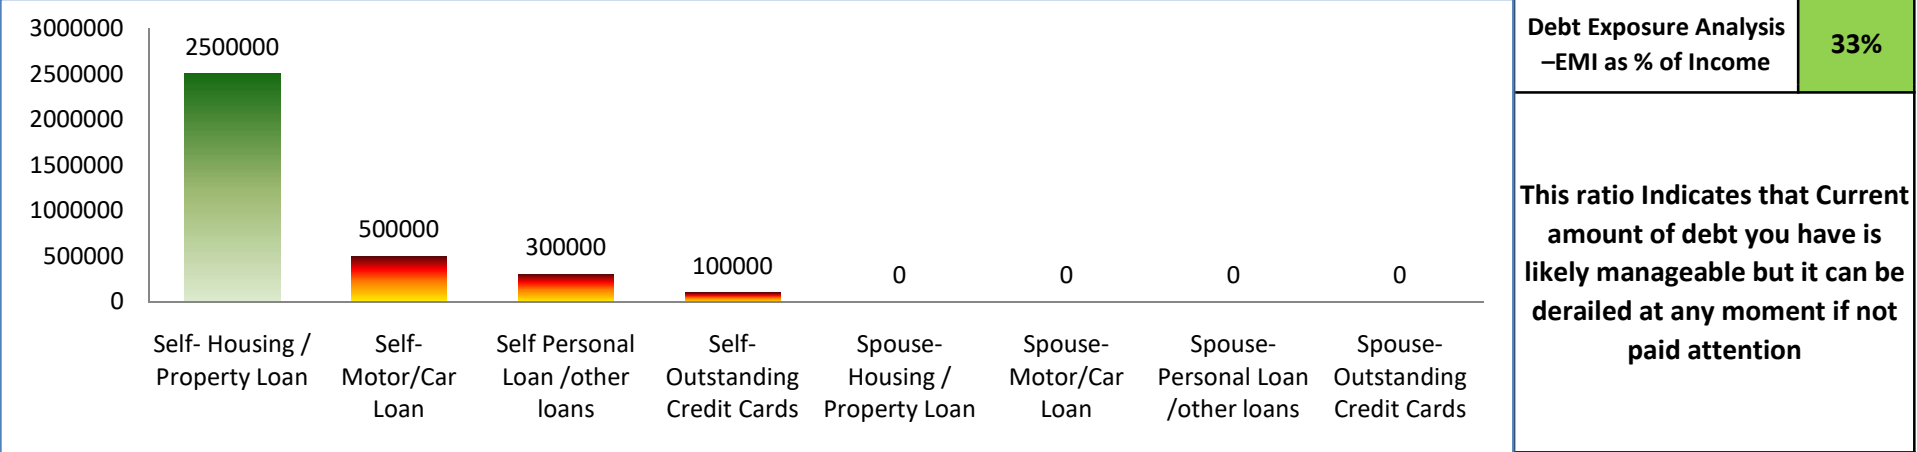 3000000
2500000
2000000
1500000
1000000
500000
0
2500000
500000
300000
100000
0
0
0
0
Self- Housing /
Property Loan
Self-
Motor/Car
Loan
Self Personal
Loan /other
loans
Self-
Outstanding
Credit Cards
Spouse-
Housing /
Property Loan
Spouse-
Motor/Car
Loan
Spouse-
Personal Loan
/other loans
Spouse-
Outstanding
Credit Cards
Debt Exposure Analysis
–EMI as % of Income
33%
This ratio Indicates that Current
amount of debt you have is
likely manageable but it can be
derailed at any moment if not
paid attention